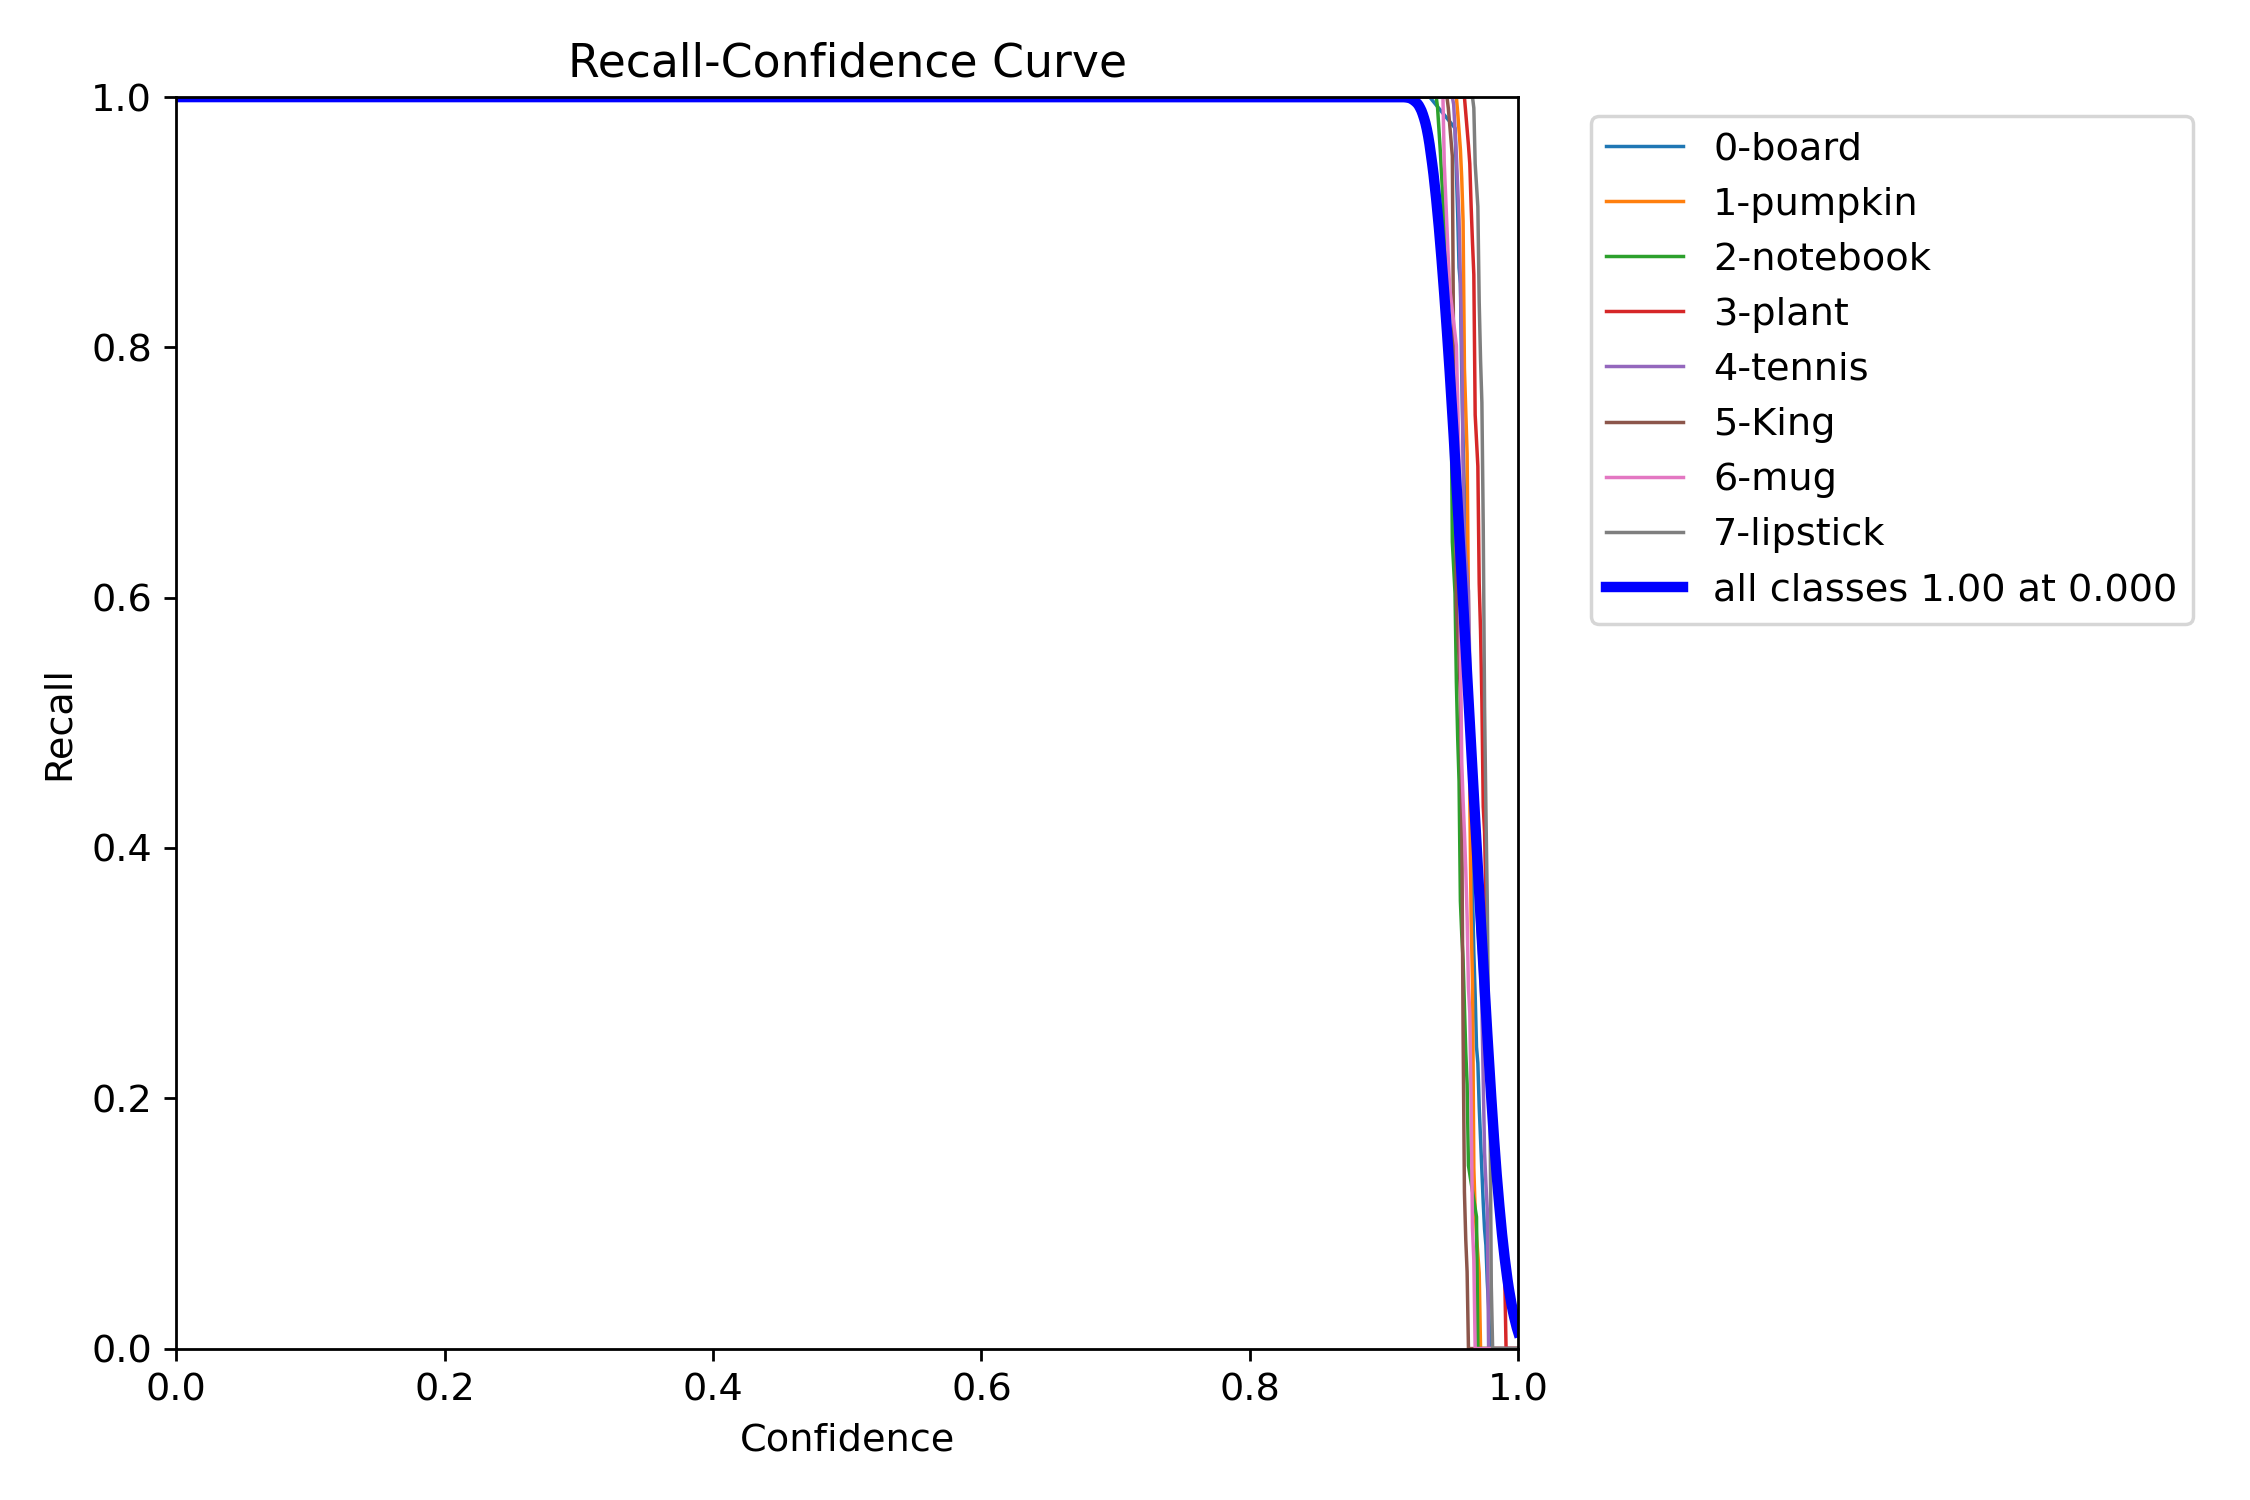 Recall-Confidence Curve
1.0
0.8
0.6
0.4
0.2
0.0
Recall
0.0 0.2 0.4 0.6 0.8 1.0
Confidence
0-board
1-pumpkin
2-notebook
3-plant
4-tennis
5-King
6-mug
7-lipstick
all classes 1.00 at 0.000